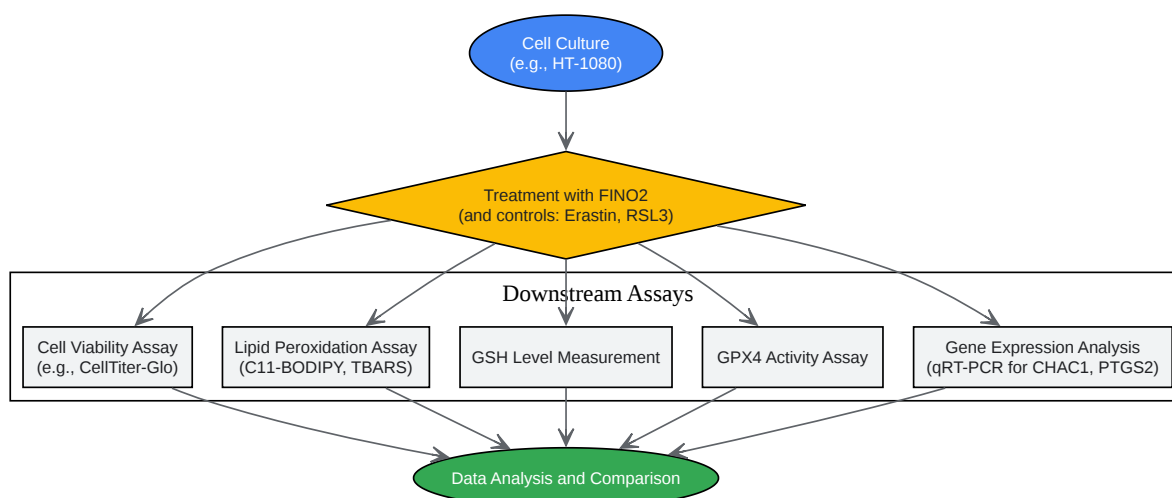 Cell Culture
(e.g., HT-1080)
Treatment with FINO2
(and controls: Erastin, RSL3)
Downstream Assays
Cell Viability Assay
(e.g., CellTiter-Glo)
Lipid Peroxidation Assay
(C11-BODIPY, TBARS)
GSH Level Measurement
GPX4 Activity Assay
Gene Expression Analysis
(qRT-PCR for CHAC1, PTGS2)
Data Analysis and Comparison